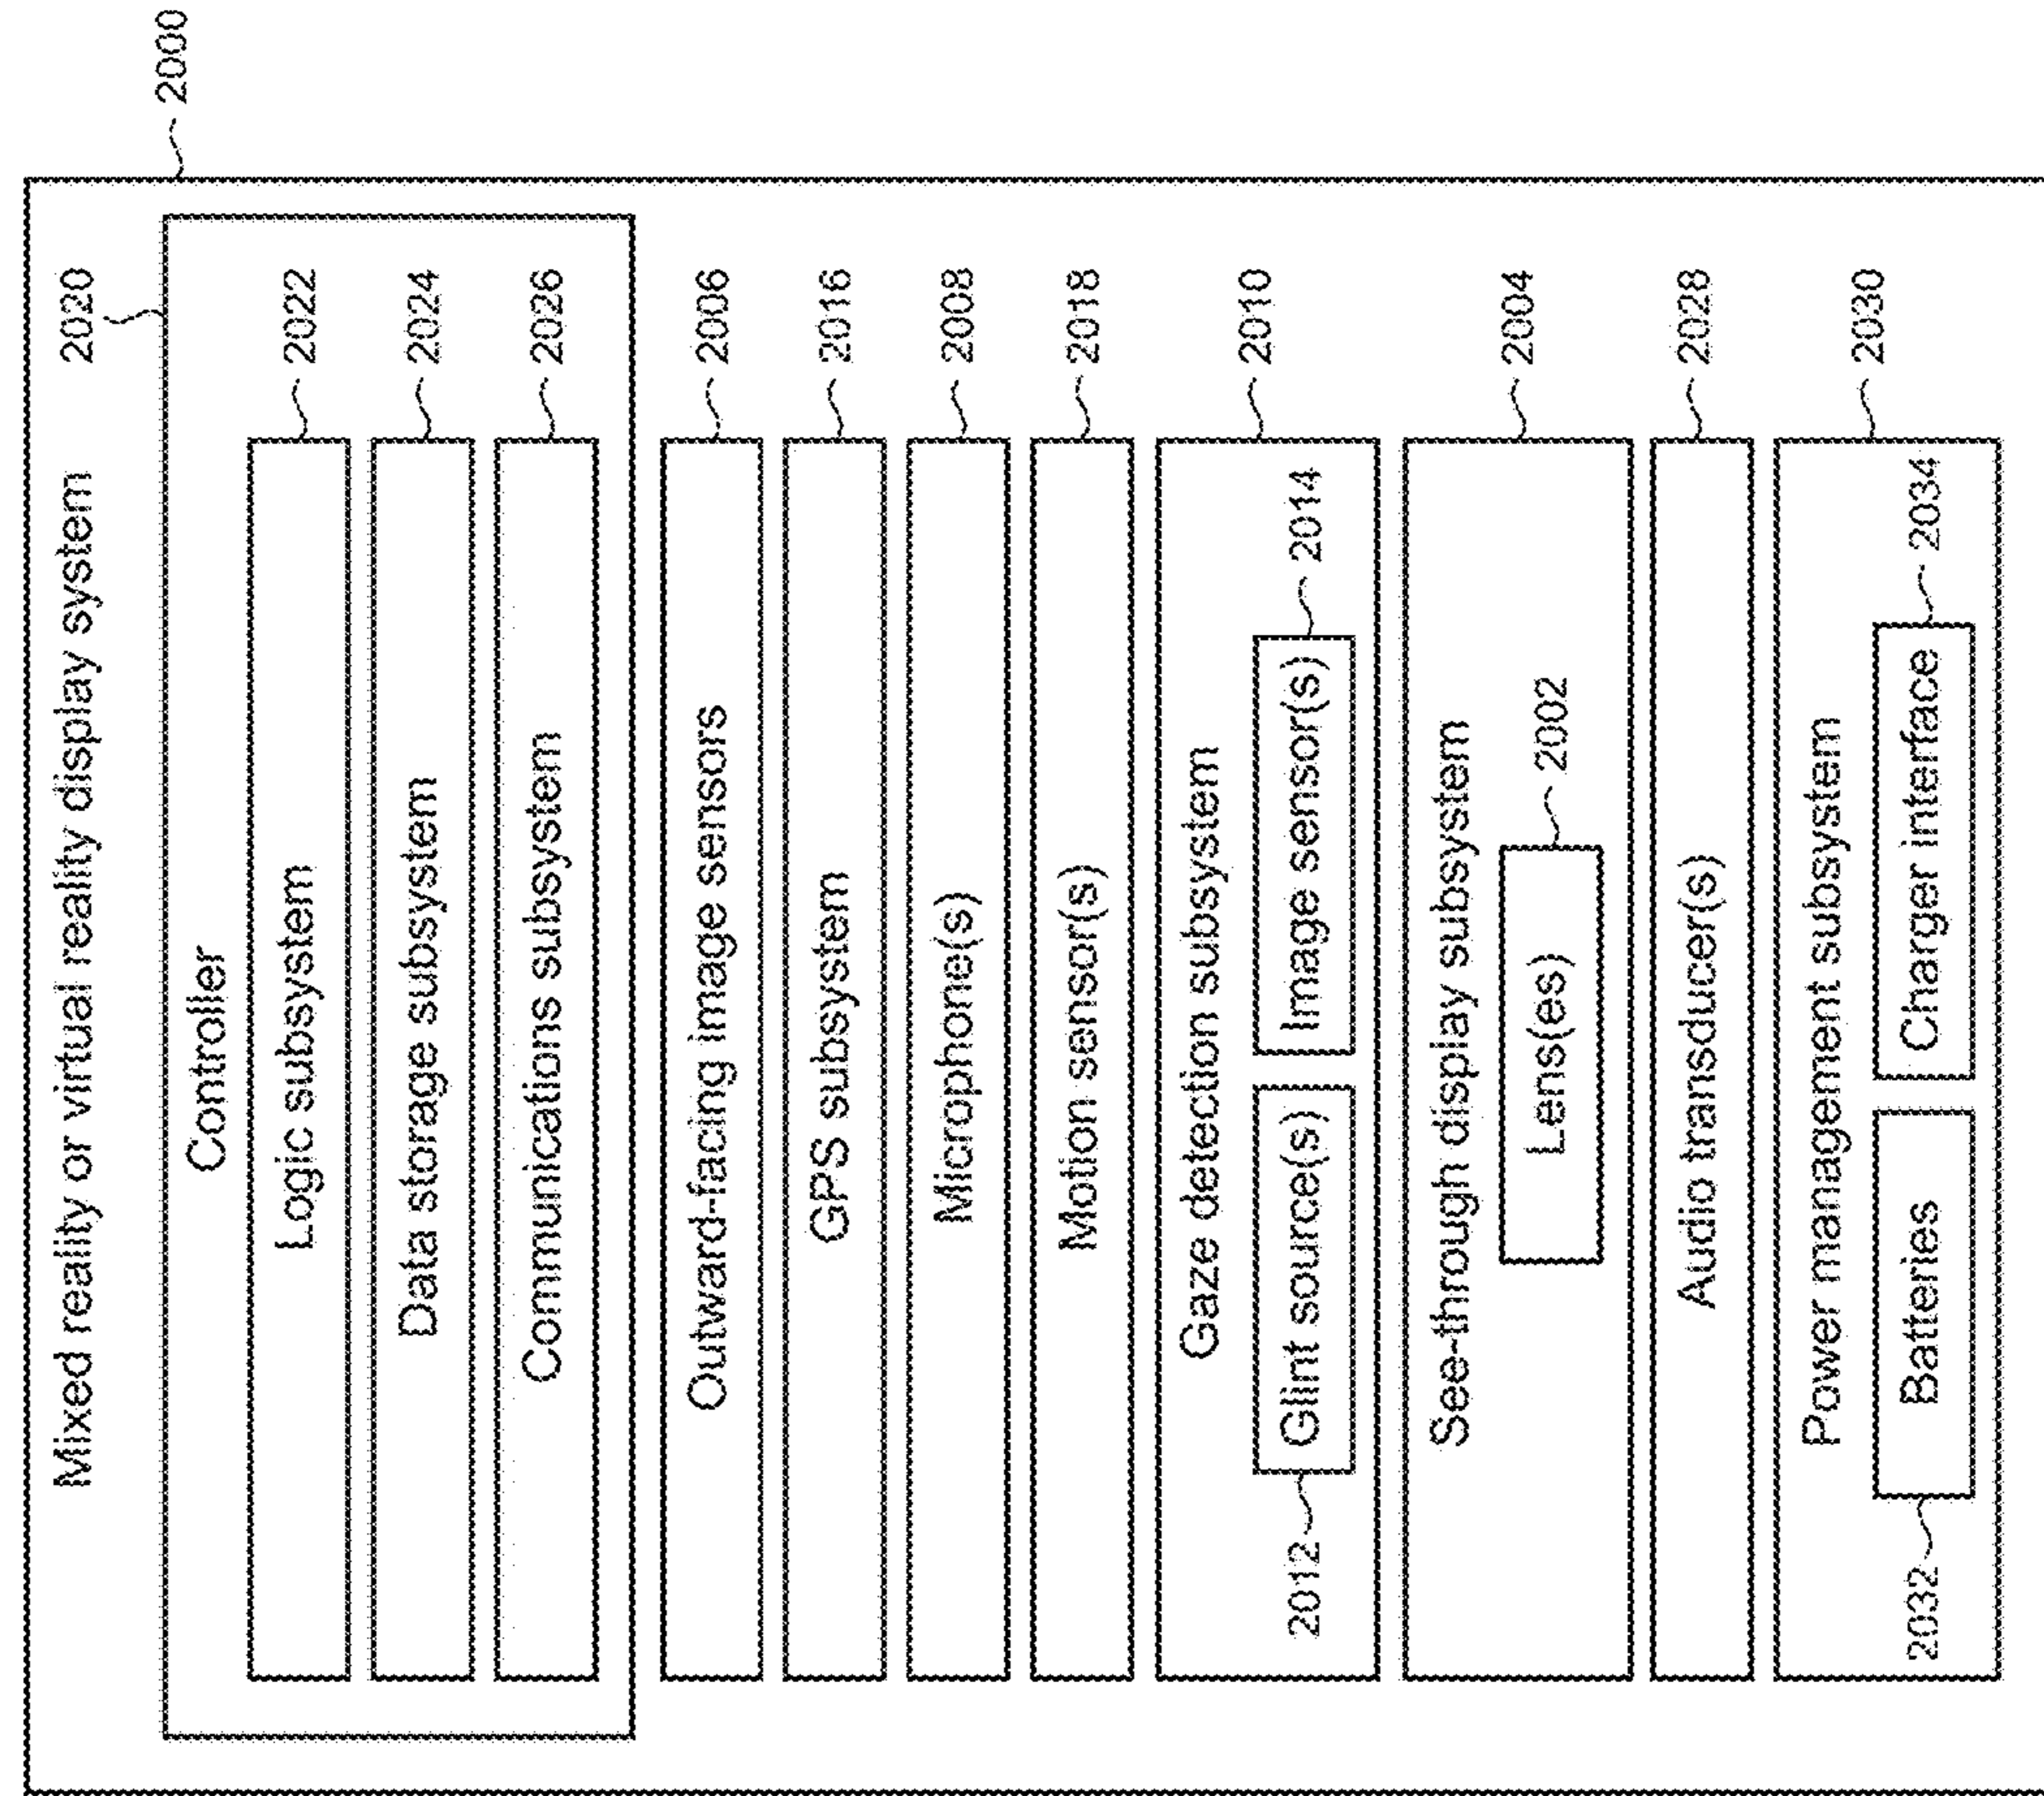 2000
Mixed reality or virtual reality display system 2020
Controller
Logic subsystem 2022
Data storage subsystem 2024
Communications subsystem 2026
Outward-facing image sensors 2006
GPS subsystem 2016
Microphone(s) 2008
Motion sensor(s) 2018
Gaze detection subsystem 2010
2012 Glint source(s) Image sensor(s) 2014
See-through display subsystem 2004
Lens(es) 2002
Audio transducer(s) 2028
Power management subsystem 2030
2032 Batteries Charger interface 2034